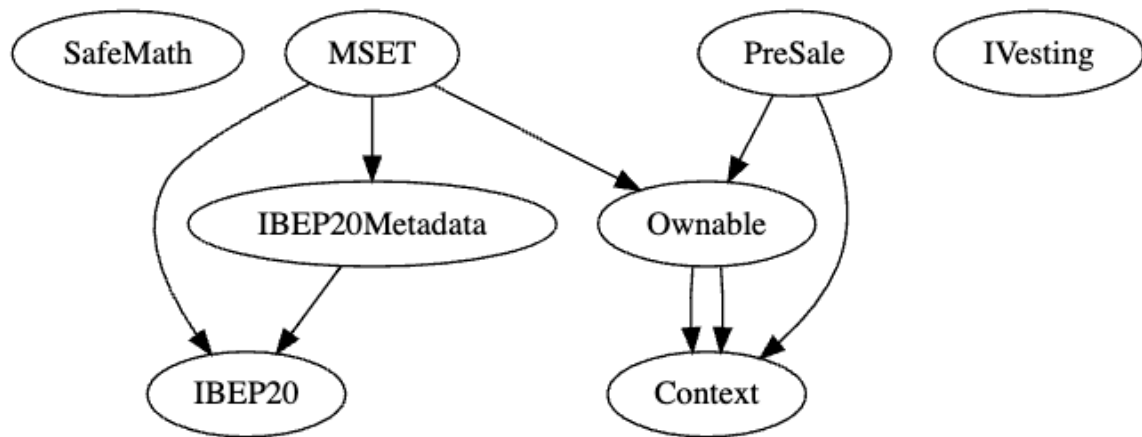 SafeMath
MSET
PreSale
IVesting
IBEP20Metadata
Ownable
IBEP20
Context